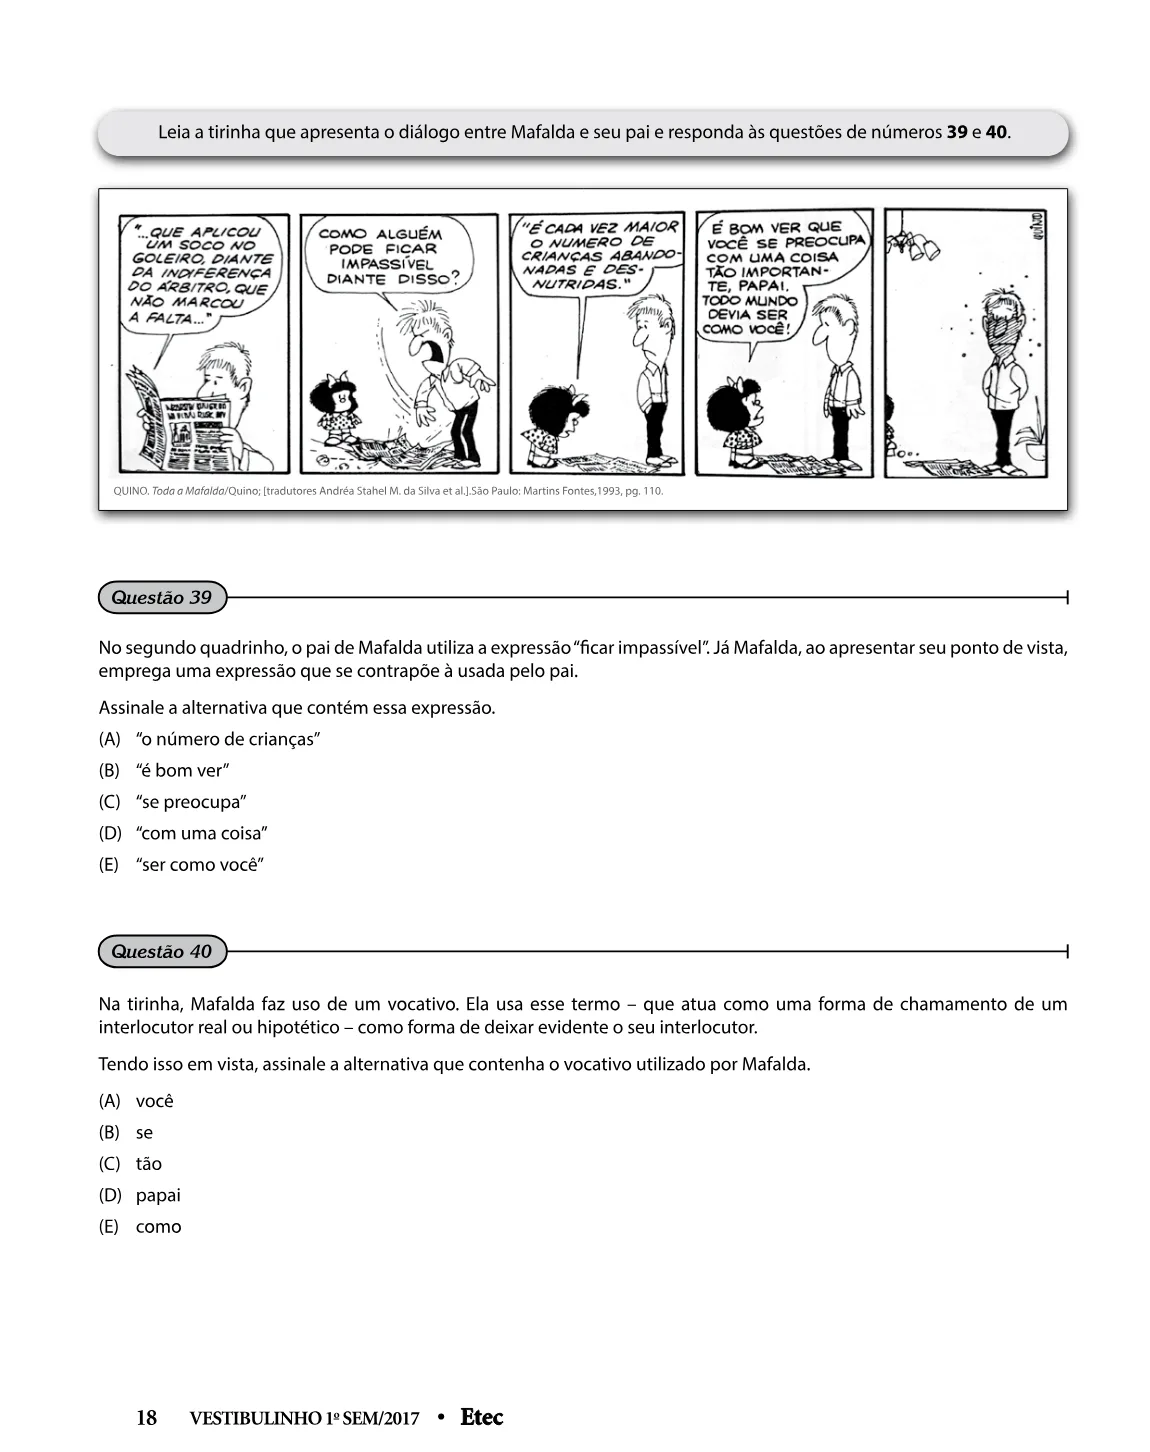 Leia a tirinha que apresenta o diálogo entre Mafalda e seu pai e responda às questões de números 39 e 40.
"...QUE APLICOU
UM SOCO NO
GOLEIRO, DIANTE
DA INDIFERENÇA
DO ÁRBITRO, QUE
NÃO MARCOU
A FALTA..."
COMO ALGUÉM
PODE FICAR
IMPASSÍVEL
DIANTE DISSO?
"É CADA VEZ MAIOR
O NÚMERO DE
CRIANÇAS ABANDO-
NADAS E DES-
NUTRIDAS."
É BOM VER QUE
VOCÊ SE PREOCUPA
COM UMA COISA
TÃO IMPORTAN-
TE, PAPAI.
TODO MUNDO
DEVIA SER
COMO VOCÊ!
QUINO. Toda a Mafalda/Quino; [tradutores Andréa Stahel M. da Silva et al.].São Paulo: Martins Fontes,1993, pg. 110.
Questão 39
No segundo quadrinho, o pai de Mafalda utiliza a expressão “ficar impassível”. Já Mafalda, ao apresentar seu ponto de vista,
emprega uma expressão que se contrapõe à usada pelo pai.
Assinale a alternativa que contém essa expressão.
(A) “o número de crianças”
(B) “é bom ver”
(C) “se preocupa”
(D) “com uma coisa”
(E) “ser como você”
Questão 40
Na tirinha, Mafalda faz uso de um vocativo. Ela usa esse termo – que atua como uma forma de chamamento de um
interlocutor real ou hipotético – como forma de deixar evidente o seu interlocutor.
Tendo isso em vista, assinale a alternativa que contenha o vocativo utilizado por Mafalda.
(A) você
(B) se
(C) tão
(D) papai
(E) como
18 VESTIBULINHO 1º SEM/2017 • Etec